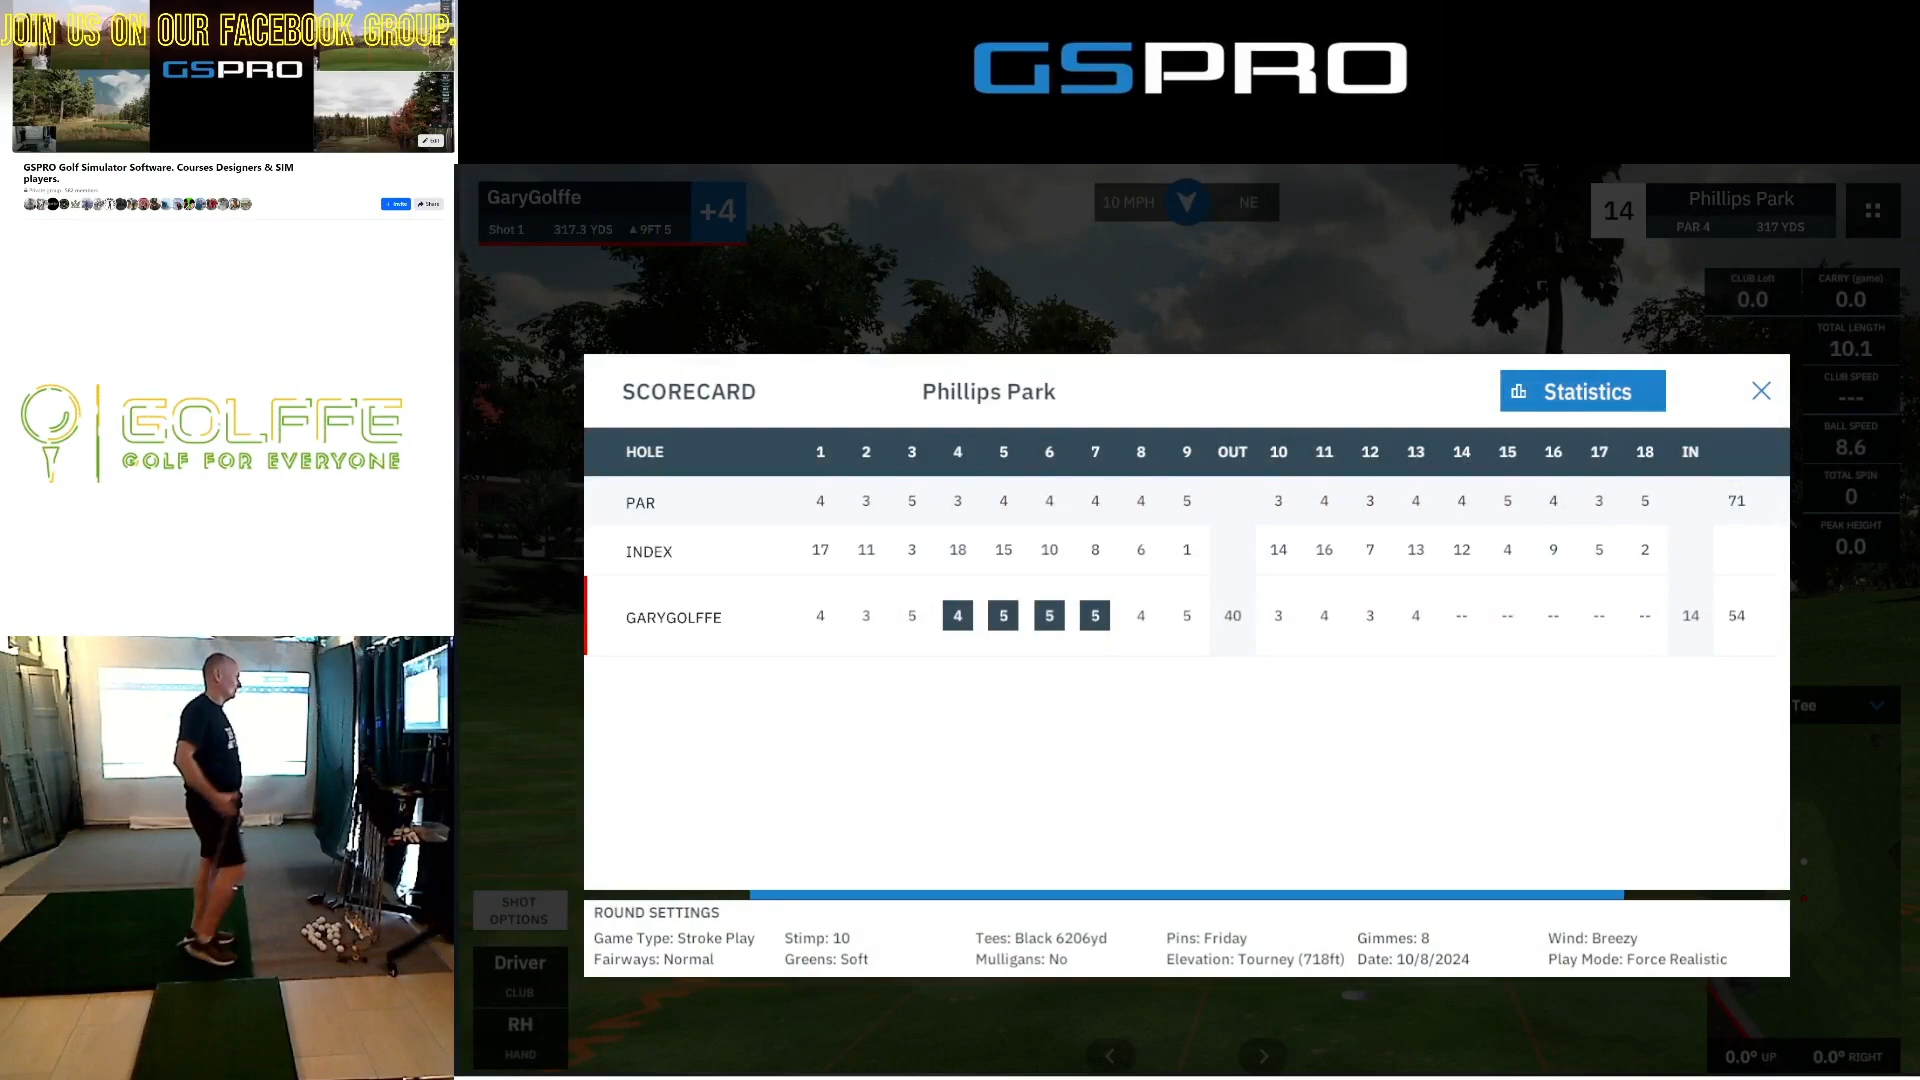 JOIN US ON OUR FACEBOOK GROUP.
GSPRO
Edit
GSPRO Golf Simulator Software. Courses Designers & SIM
players.
Private group · 582 members
+ Invite
Share
GOLFFE
GOLF FOR EVERYONE
GSPRO
GaryGolffe
+4
Shot 1 317.3 YDS ▲9FT 5
10 MPH NE
14
Phillips Park
PAR 4 317 YDS
CLUB Loft CARRY (game)
0.0 0.0
TOTAL LENGTH
10.1
CLUB SPEED
---
BALL SPEED
8.6
TOTAL SPIN
0
PEAK HEIGHT
0.0
SCORECARD Phillips Park Statistics
HOLE 1 2 3 4 5 6 7 8 9 OUT 10 11 12 13 14 15 16 17 18 IN
PAR 4 3 5 3 4 4 4 4 5 3 4 3 4 4 5 4 3 5 71
INDEX 17 11 3 18 15 10 8 6 1 14 16 7 13 12 4 9 5 2
GARYGOLFFE 4 3 5 4 5 5 5 4 5 40 3 4 3 4 -- -- -- -- -- 14 54
Tee
ROUND SETTINGS
Game Type: Stroke Play Stimp: 10 Tees: Black 6206yd Pins: Friday Gimmes: 8 Wind: Breezy
Fairways: Normal Greens: Soft Mulligans: No Elevation: Tourney (718ft) Date: 10/8/2024 Play Mode: Force Realistic
SHOT
OPTIONS
Driver
CLUB
RH
HAND
0.0° UP 0.0° RIGHT